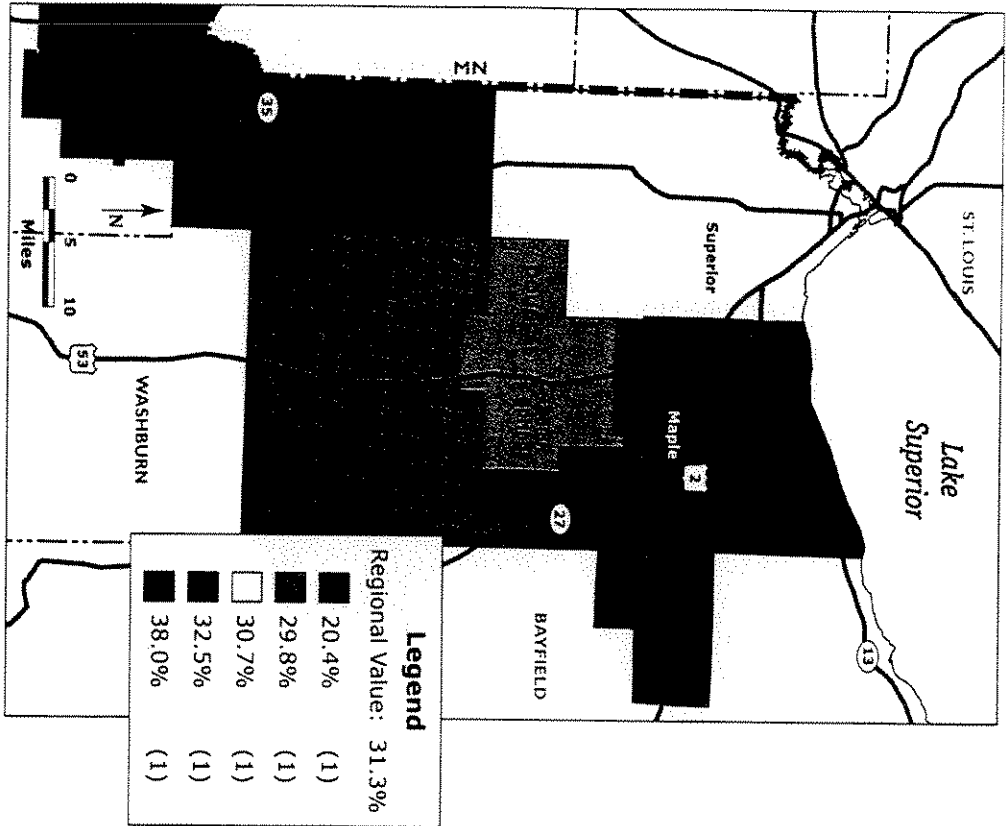 ST. LOUIS
Lake
Superior
13
Superior
Maple
2
27
BAYFIELD
MN
35
WASHBURN
53
N
0 5 10
Miles
Legend
Regional Value: 31.3%
20.4% (1)
29.8% (1)
30.7% (1)
32.5% (1)
38.0% (1)